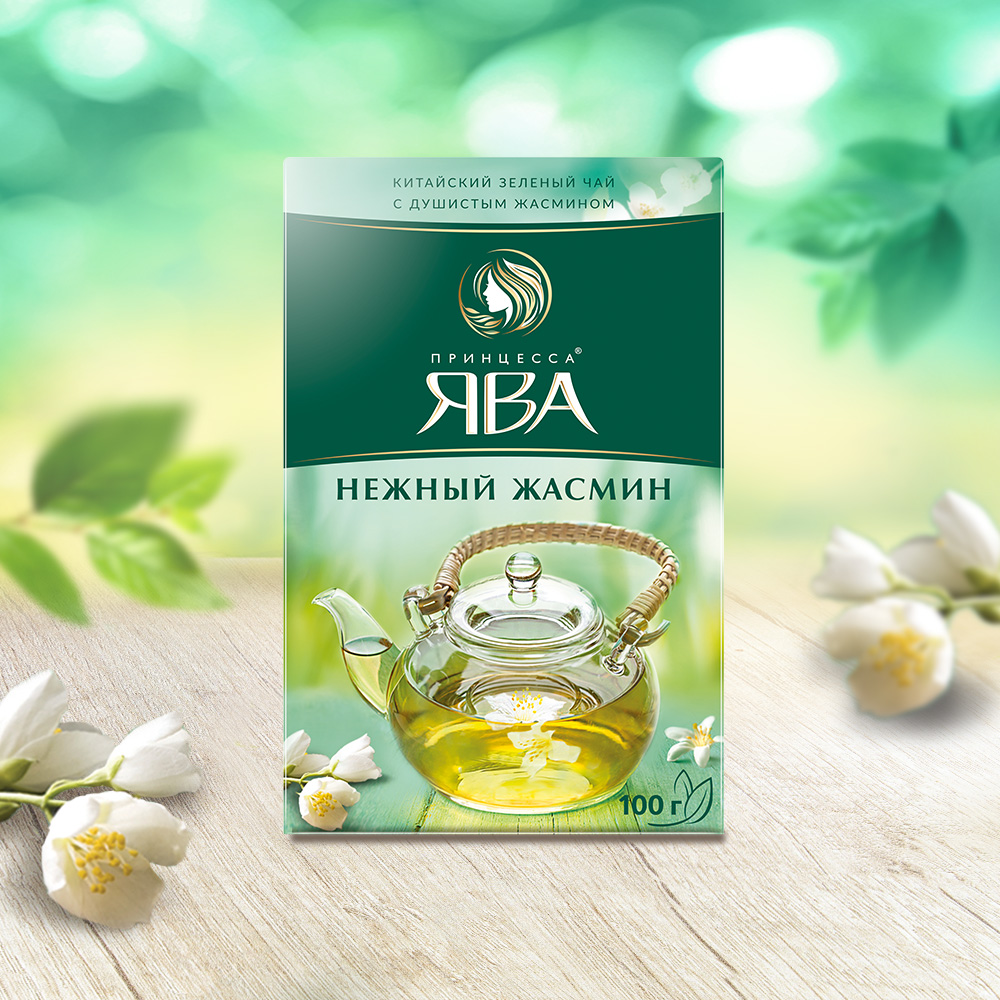 КИТАЙСКИЙ ЗЕЛЕНЫЙ ЧАЙ
С ДУШИСТЫМ ЖАСМИНОМ
ПРИНЦЕССА®
ЯВА
НЕЖНЫЙ ЖАСМИН
100 г